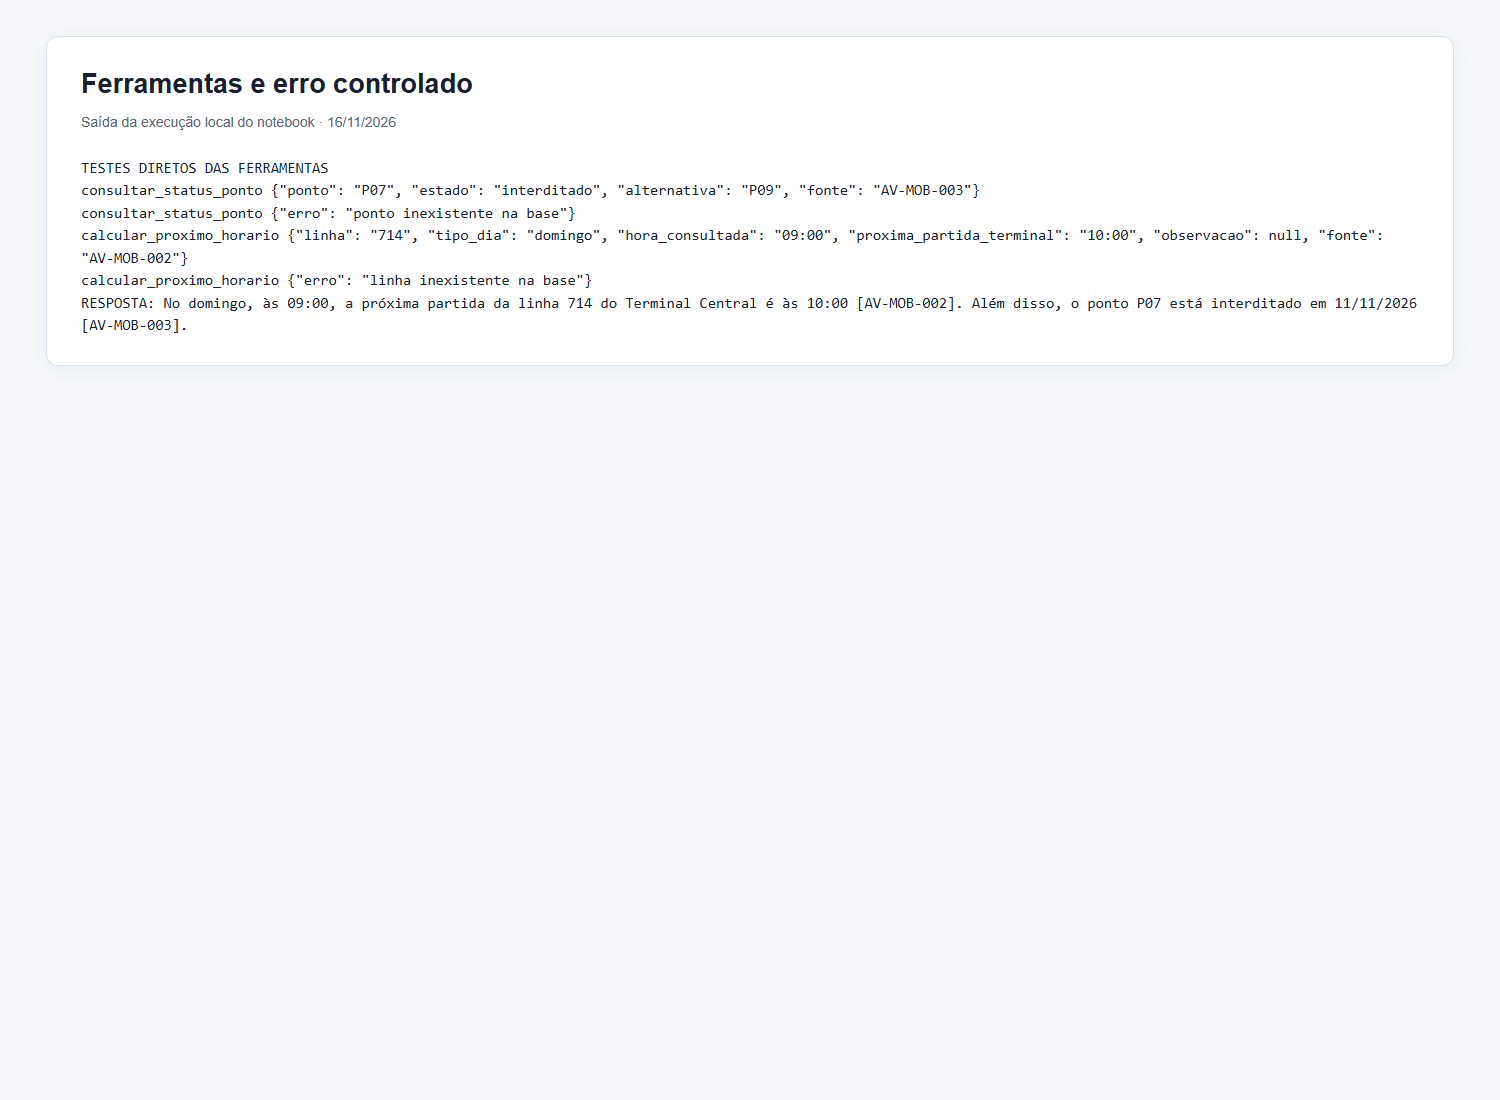 Ferramentas e erro controlado
Saída da execução local do notebook · 16/11/2026
TESTES DIRETOS DAS FERRAMENTAS
consultar_status_ponto {"ponto": "P07", "estado": "interditado", "alternativa": "P09", "fonte": "AV-MOB-003"}
consultar_status_ponto {"erro": "ponto inexistente na base"}
calcular_proximo_horario {"linha": "714", "tipo_dia": "domingo", "hora_consultada": "09:00", "proxima_partida_terminal": "10:00", "observacao": null, "fonte":
"AV-MOB-002"}
calcular_proximo_horario {"erro": "linha inexistente na base"}
RESPOSTA: No domingo, às 09:00, a próxima partida da linha 714 do Terminal Central é às 10:00 [AV-MOB-002]. Além disso, o ponto P07 está interditado em 11/11/2026
[AV-MOB-003].